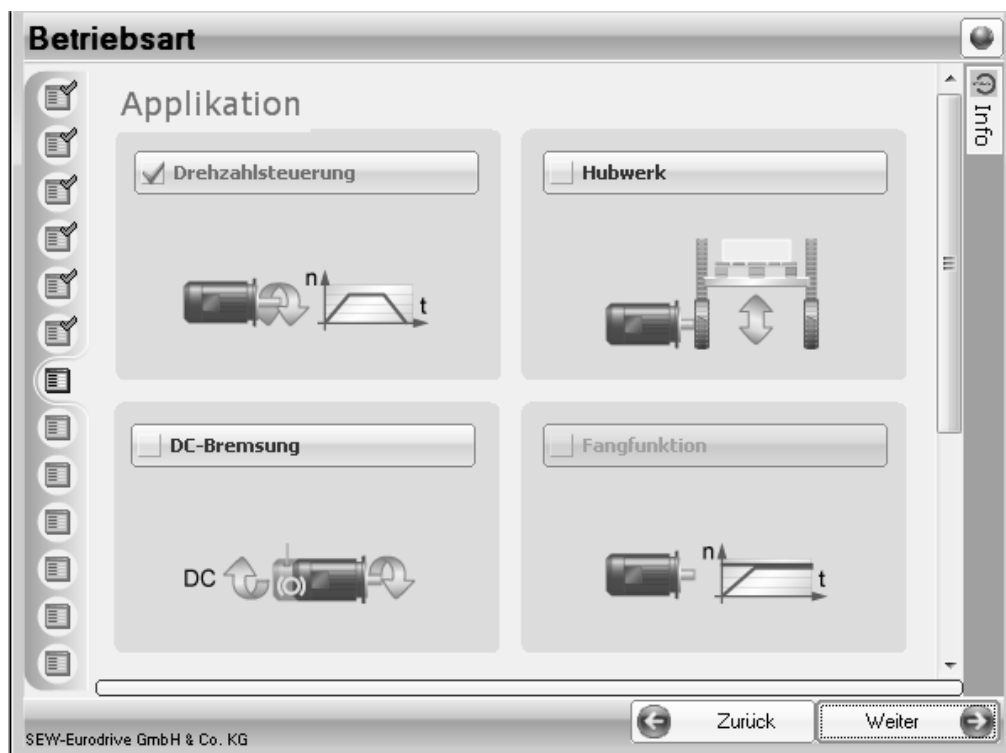 Betriebsart
Info
Applikation
Drehzahlsteuerung
Hubwerk
n
t
DC-Bremsung
Fangfunktion
DC
n
t
Zurück
Weiter
SEW-Eurodrive GmbH & Co. KG